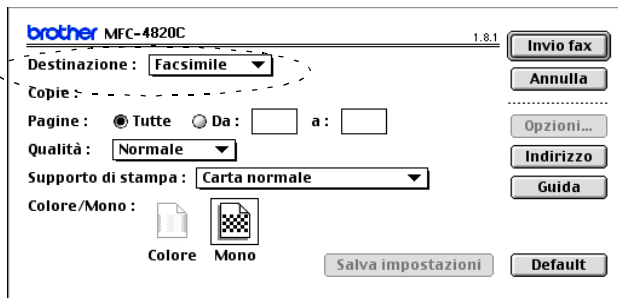 brother MFC-4820C 1.8.1 Invio fax
Destinazione : Facsimile Annulla
Copie :
Pagine : Tutte Da : a : Opzioni...
Qualità : Normale Indirizzo
Supporto di stampa : Carta normale Guida
Colore/Mono :
Colore Mono
Salva impostazioni Default